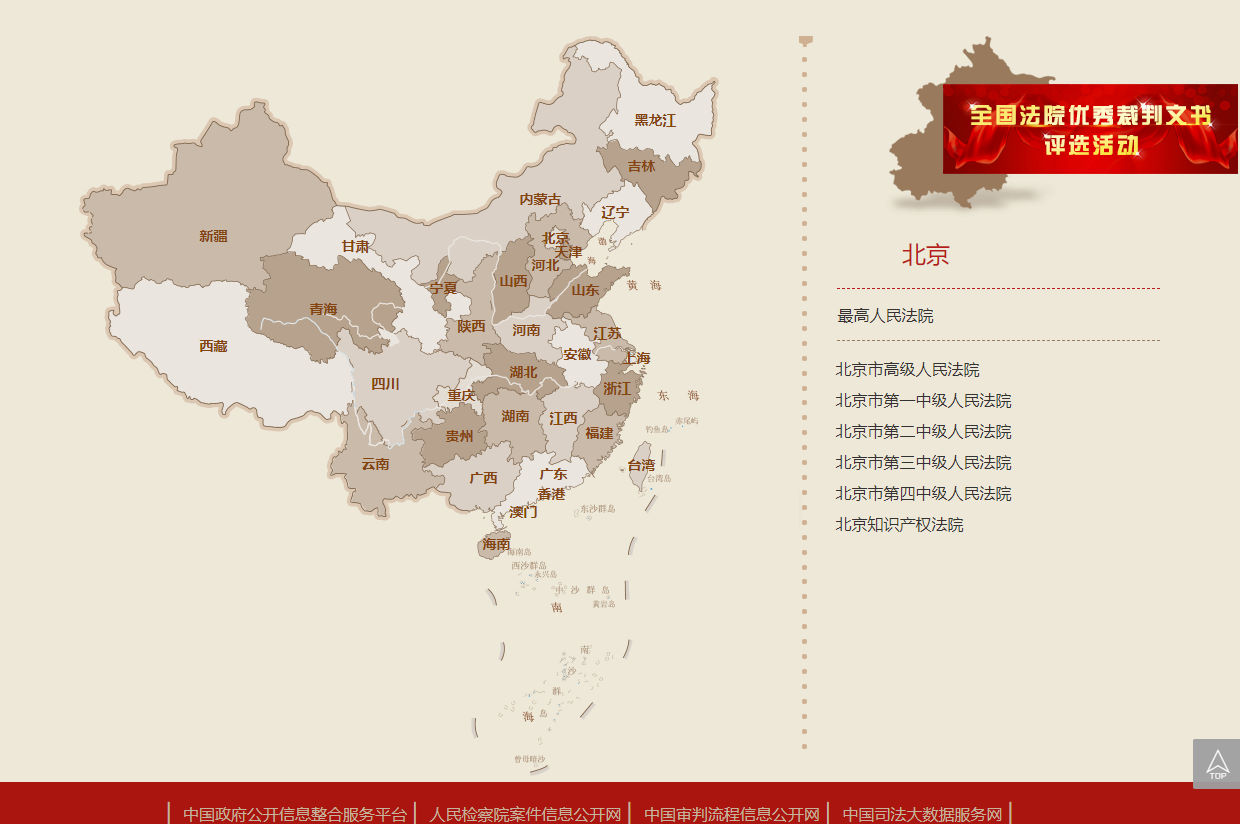 黑龙江
吉林
内蒙古
辽宁
新疆
甘肃
北京
渤
天津
海
河北
宁夏
山西
山东
黄 海
青海
陕西
河南
江苏
西藏
安徽
上海
四川
湖北
重庆
浙江
东 海
湖南
江西
赤尾屿
钓鱼岛
贵州
福建
云南
台湾
广西
广东
台湾岛
香港
澳门
东沙群岛
海南
海南岛
西沙群岛
永兴岛
中沙群岛
南
黄岩岛
南
沙
群
海
岛
曾母暗沙
全国法院优秀裁判文书
评选活动
北京
最高人民法院
北京市高级人民法院
北京市第一中级人民法院
北京市第二中级人民法院
北京市第三中级人民法院
北京市第四中级人民法院
北京知识产权法院
TOP
| 中国政府公开信息整合服务平台 | 人民检察院案件信息公开网 | 中国审判流程信息公开网 | 中国司法大数据服务网 |